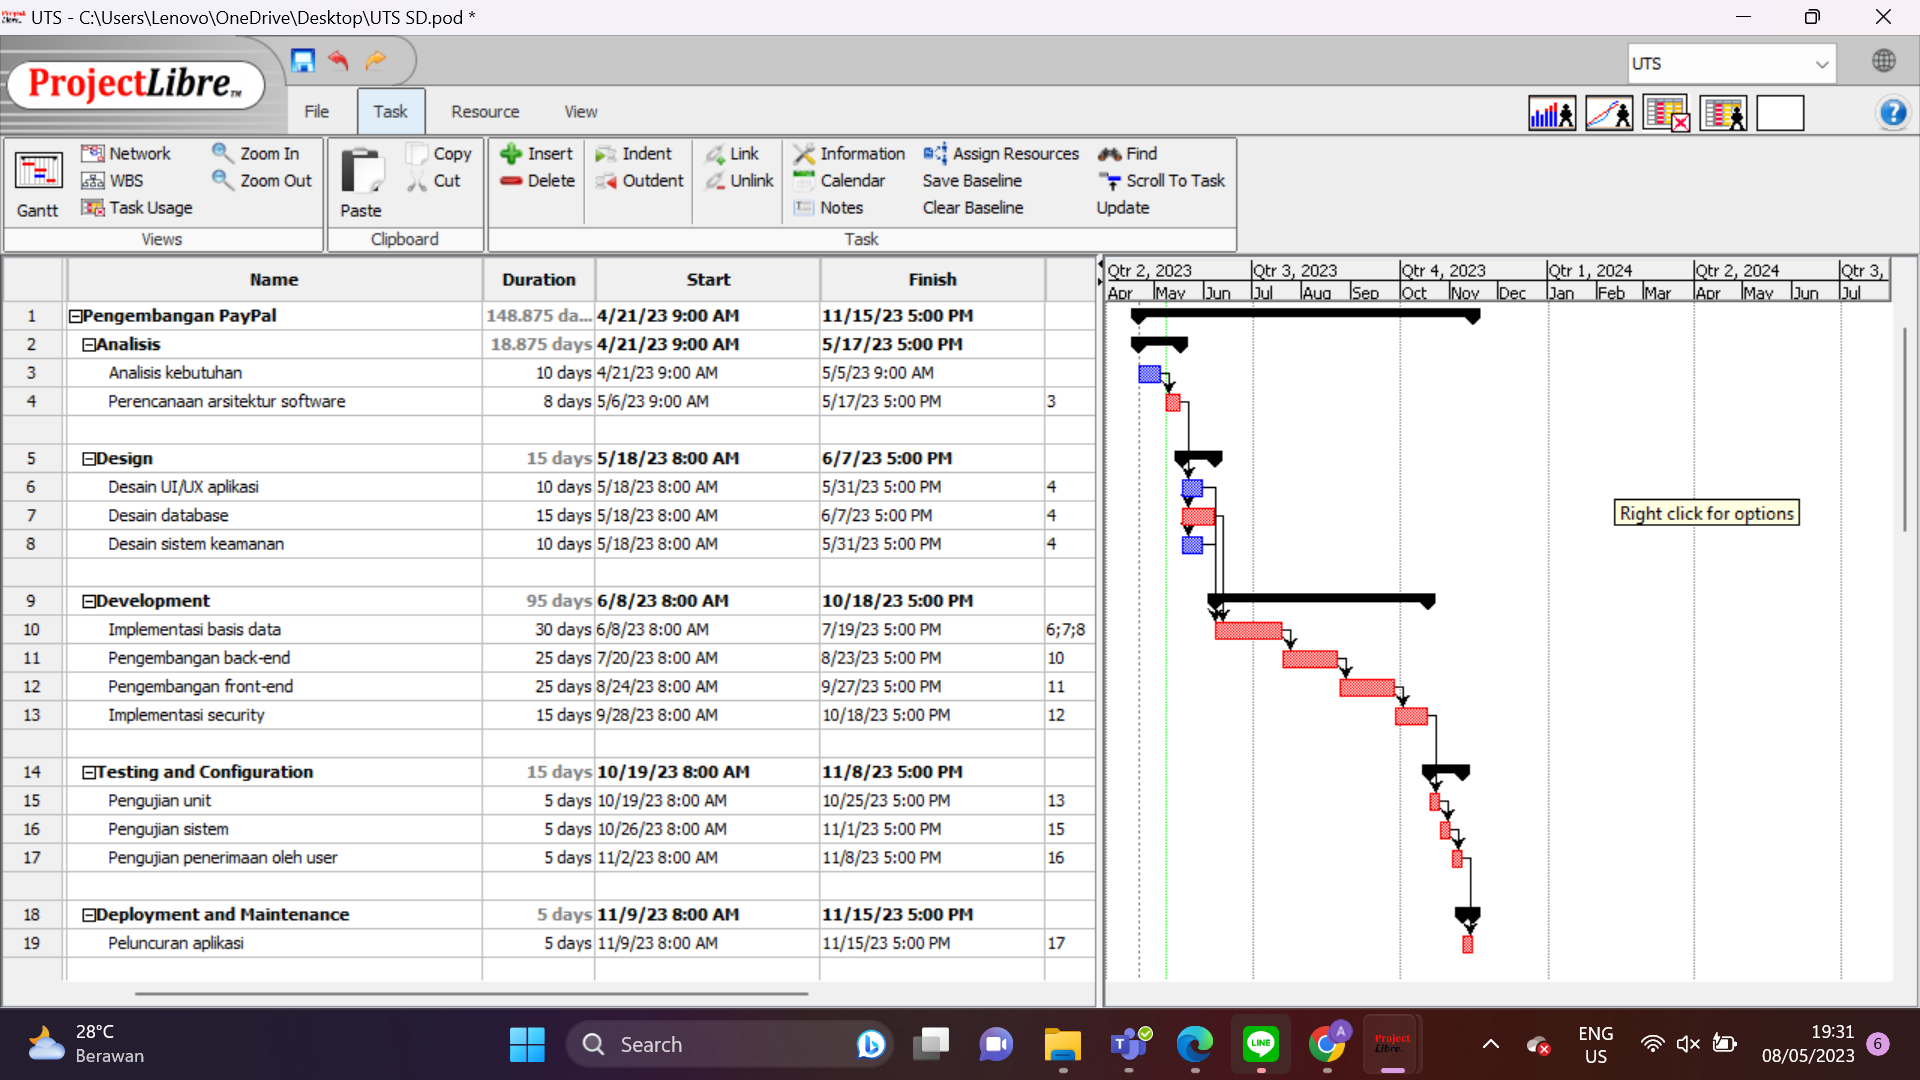 UTS - C:\Users\Lenovo\OneDrive\Desktop\UTS SD.pod *
ProjectLibre™
UTS
File Task Resource View
Gantt
Network
WBS
Task Usage
Zoom In
Zoom Out
Views
Paste
Copy
Cut
Clipboard
Insert
Delete
Indent
Outdent
Link
Unlink
Information
Calendar
Notes
Assign Resources
Save Baseline
Clear Baseline
Find
Scroll To Task
Update
Task
Name Duration Start Finish
Qtr 2, 2023 Qtr 3, 2023 Qtr 4, 2023 Qtr 1, 2024 Qtr 2, 2024 Qtr 3,
Apr May Jun Jul Aug Sep Oct Nov Dec Jan Feb Mar Apr May Jun Jul
1 Pengembangan PayPal 148.875 da... 4/21/23 9:00 AM 11/15/23 5:00 PM
2 Analisis 18.875 days 4/21/23 9:00 AM 5/17/23 5:00 PM
3 Analisis kebutuhan 10 days 4/21/23 9:00 AM 5/5/23 9:00 AM
4 Perencanaan arsitektur software 8 days 5/6/23 9:00 AM 5/17/23 5:00 PM 3
5 Design 15 days 5/18/23 8:00 AM 6/7/23 5:00 PM
6 Desain UI/UX aplikasi 10 days 5/18/23 8:00 AM 5/31/23 5:00 PM 4
7 Desain database 15 days 5/18/23 8:00 AM 6/7/23 5:00 PM 4
Right click for options
8 Desain sistem keamanan 10 days 5/18/23 8:00 AM 5/31/23 5:00 PM 4
9 Development 95 days 6/8/23 8:00 AM 10/18/23 5:00 PM
10 Implementasi basis data 30 days 6/8/23 8:00 AM 7/19/23 5:00 PM 6;7;8
11 Pengembangan back-end 25 days 7/20/23 8:00 AM 8/23/23 5:00 PM 10
12 Pengembangan front-end 25 days 8/24/23 8:00 AM 9/27/23 5:00 PM 11
13 Implementasi security 15 days 9/28/23 8:00 AM 10/18/23 5:00 PM 12
14 Testing and Configuration 15 days 10/19/23 8:00 AM 11/8/23 5:00 PM
15 Pengujian unit 5 days 10/19/23 8:00 AM 10/25/23 5:00 PM 13
16 Pengujian sistem 5 days 10/26/23 8:00 AM 11/1/23 5:00 PM 15
17 Pengujian penerimaan oleh user 5 days 11/2/23 8:00 AM 11/8/23 5:00 PM 16
18 Deployment and Maintenance 5 days 11/9/23 8:00 AM 11/15/23 5:00 PM
19 Peluncuran aplikasi 5 days 11/9/23 8:00 AM 11/15/23 5:00 PM 17
28°C
Berawan
Search
LINE
A
Project
Libre
ENG
US
19:31
08/05/2023
6